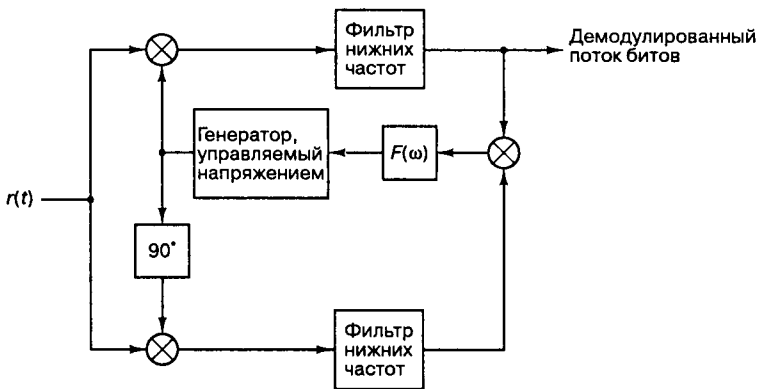 Фильтр
нижних
частот
Демодулированный
поток битов
Генератор,
управляемый
напряжением
F(ω)
r(t)
90°
Фильтр
нижних
частот